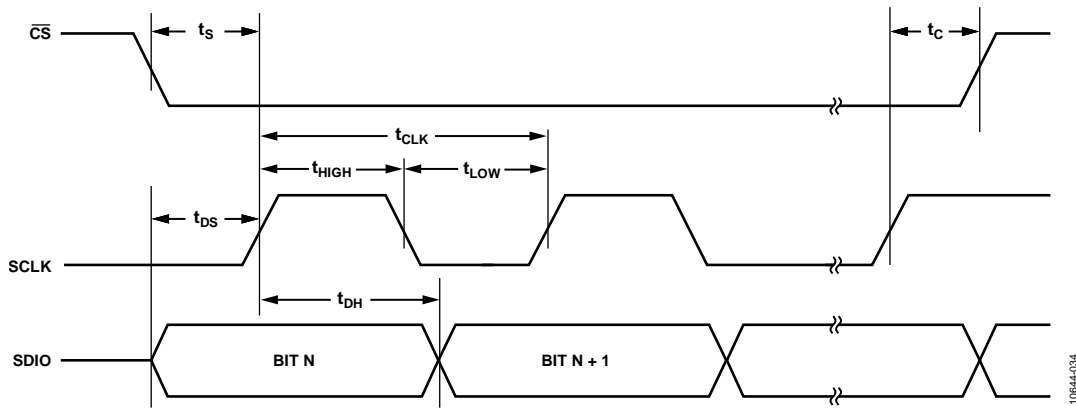 CS
tS
tC
tCLK
tHIGH
tLOW
tDS
SCLK
tDH
SDIO
BIT N
BIT N + 1
10644-034